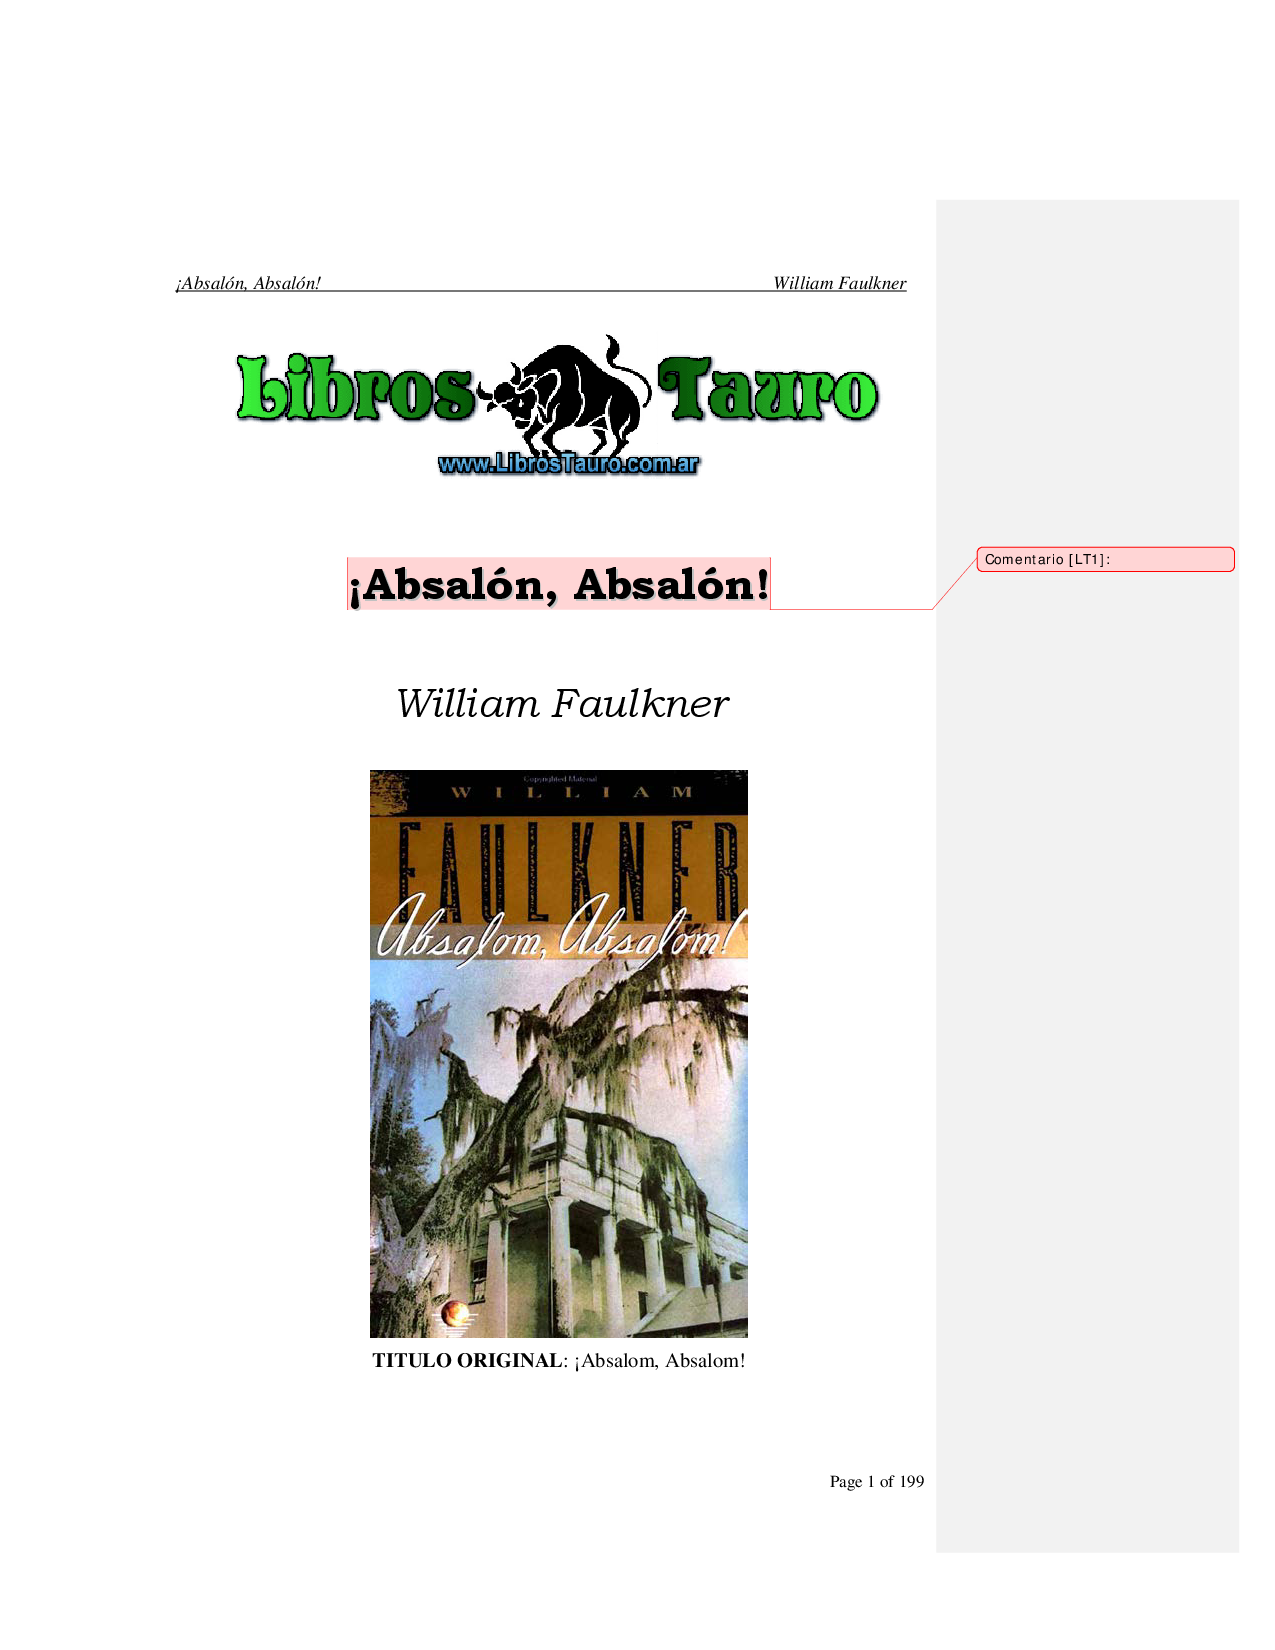 ¡Absalón, Absalón! William Faulkner
Libros Tauro
www.LibrosTauro.com.ar
¡Absalón, Absalón!
Comentario [LT1]:
William Faulkner
Copyrighted Material
WILLIAM
FAULKNER
Absalom, Absalom!
TITULO ORIGINAL: ¡Absalom, Absalom!
Page 1 of 199